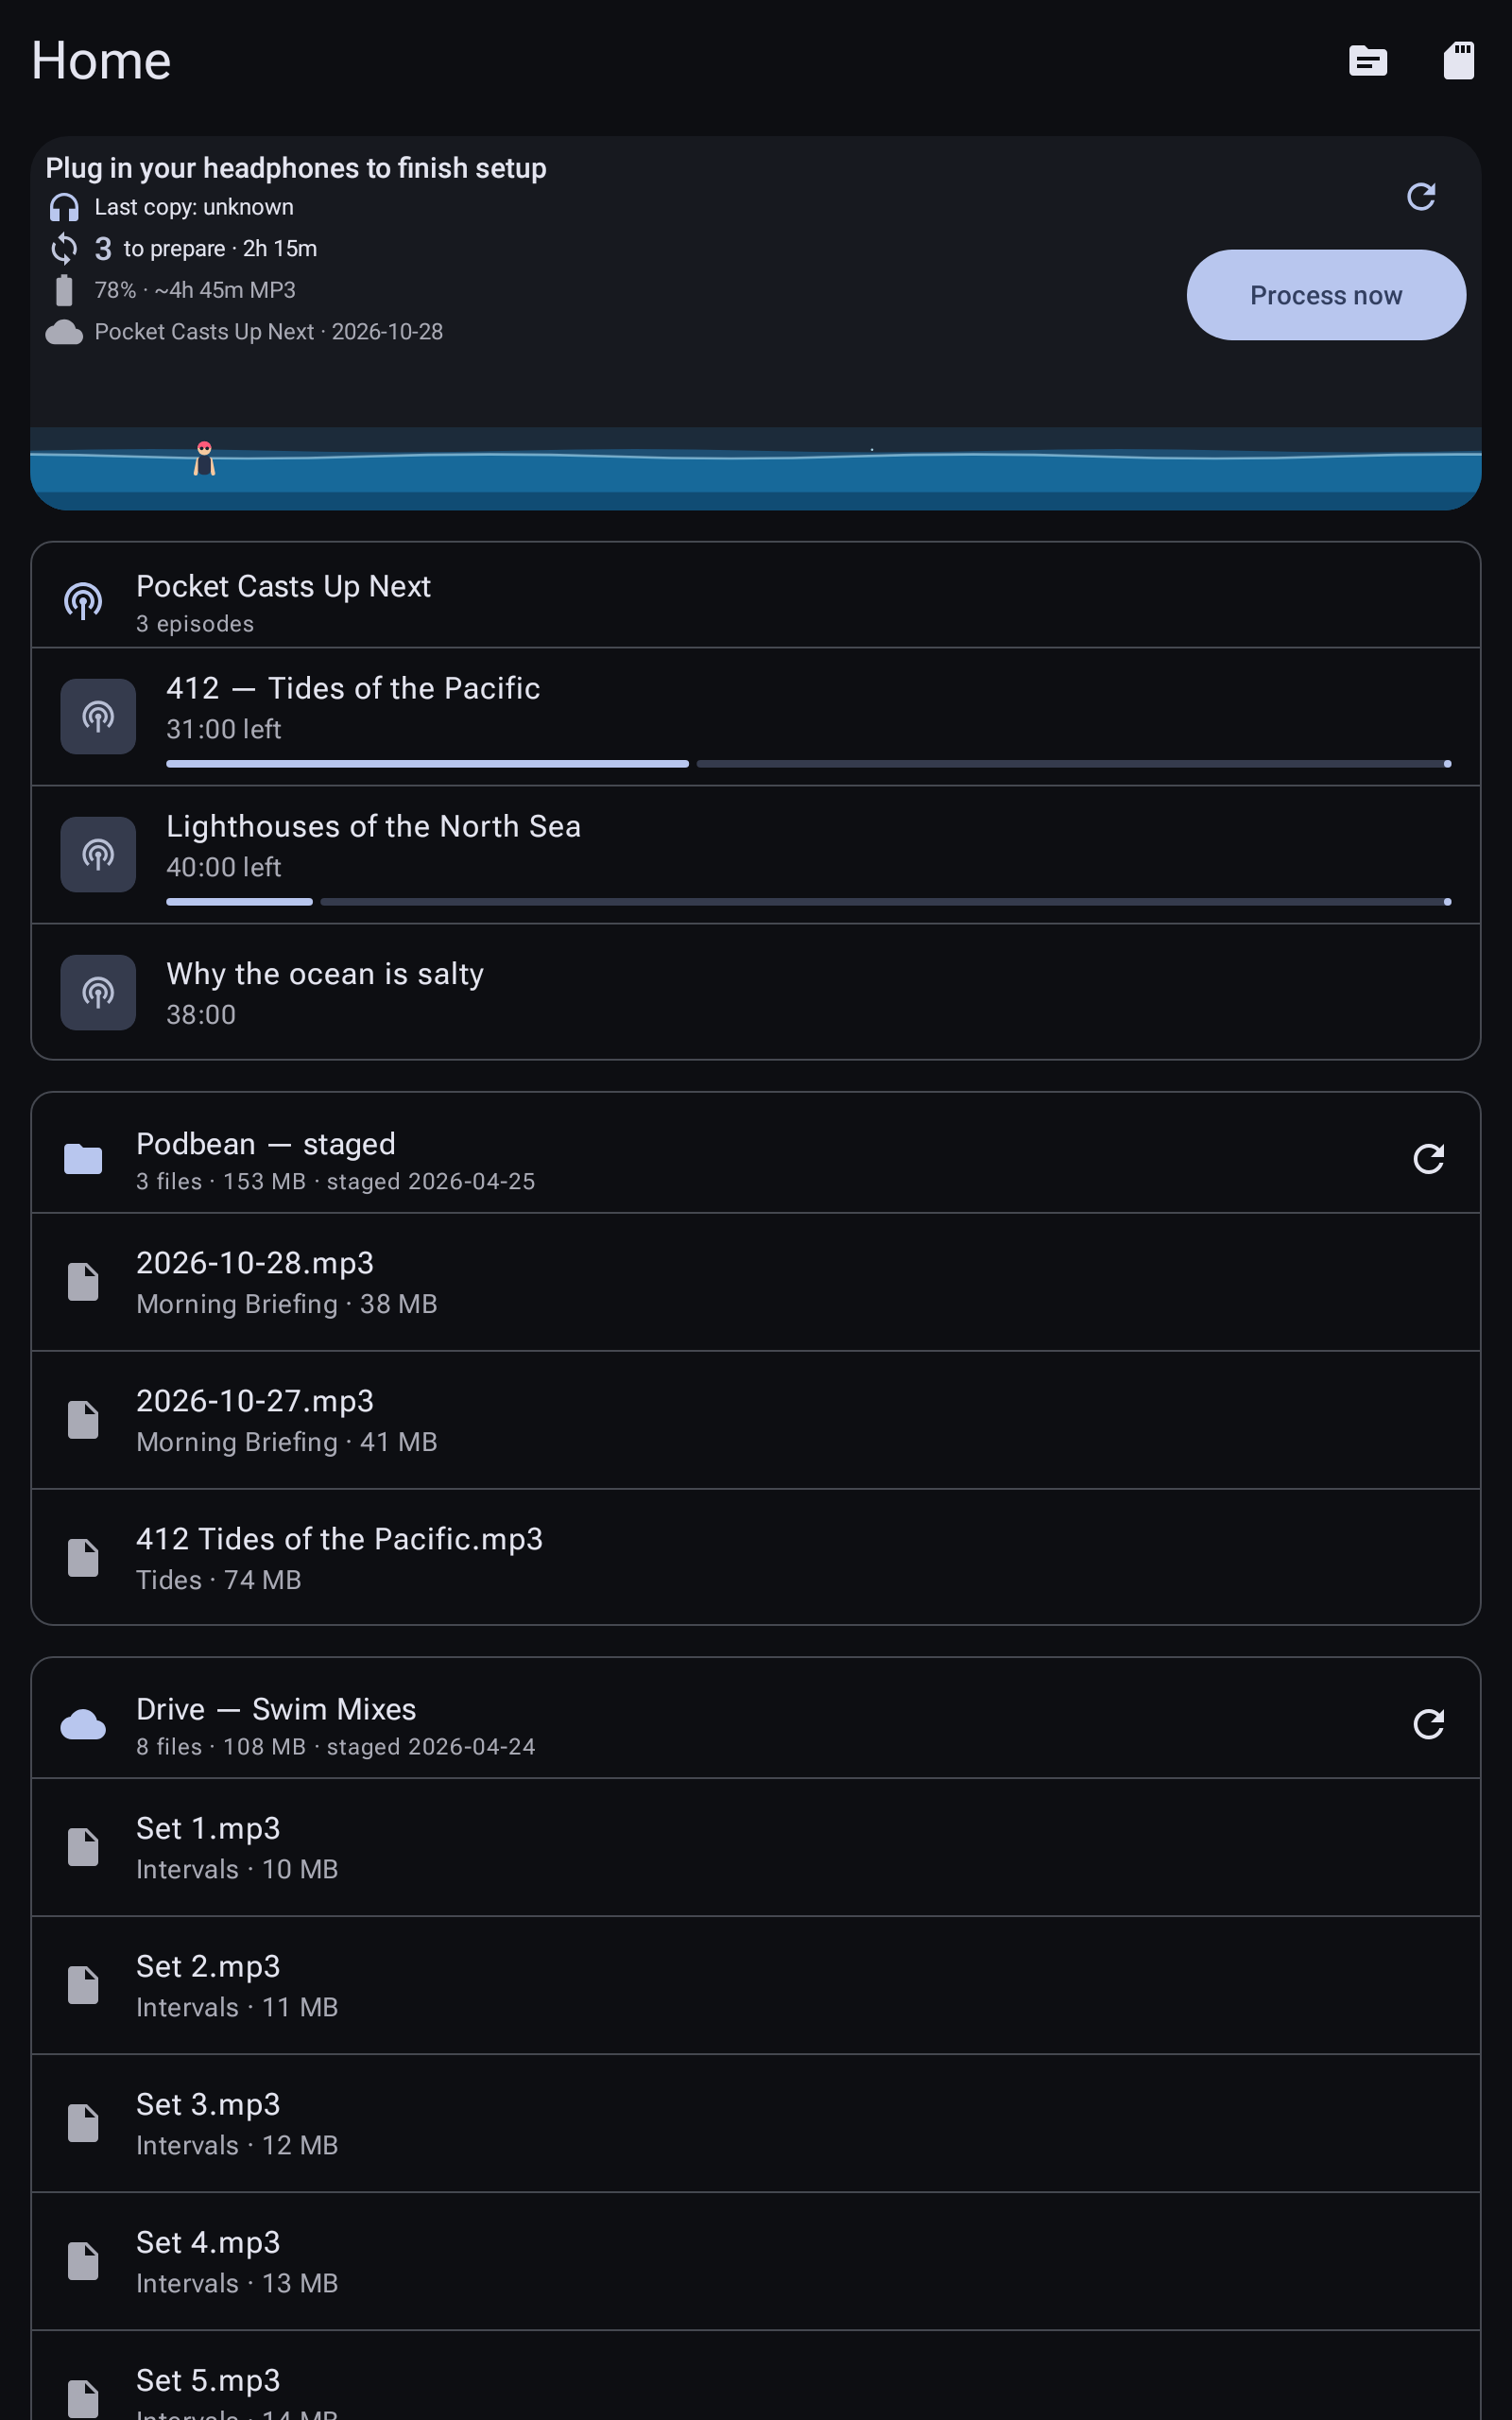 Home
Plug in your headphones to finish setup
Last copy: unknown
3 to prepare · 2h 15m
78% · ~4h 45m MP3
Process now
Pocket Casts Up Next · 2026-10-28
Pocket Casts Up Next
3 episodes
412 — Tides of the Pacific
31:00 left
Lighthouses of the North Sea
40:00 left
Why the ocean is salty
38:00
Podbean — staged
3 files · 153 MB · staged 2026-04-25
2026-10-28.mp3
Morning Briefing · 38 MB
2026-10-27.mp3
Morning Briefing · 41 MB
412 Tides of the Pacific.mp3
Tides · 74 MB
Drive — Swim Mixes
8 files · 108 MB · staged 2026-04-24
Set 1.mp3
Intervals · 10 MB
Set 2.mp3
Intervals · 11 MB
Set 3.mp3
Intervals · 12 MB
Set 4.mp3
Intervals · 13 MB
Set 5.mp3
Intervals · 14 MB